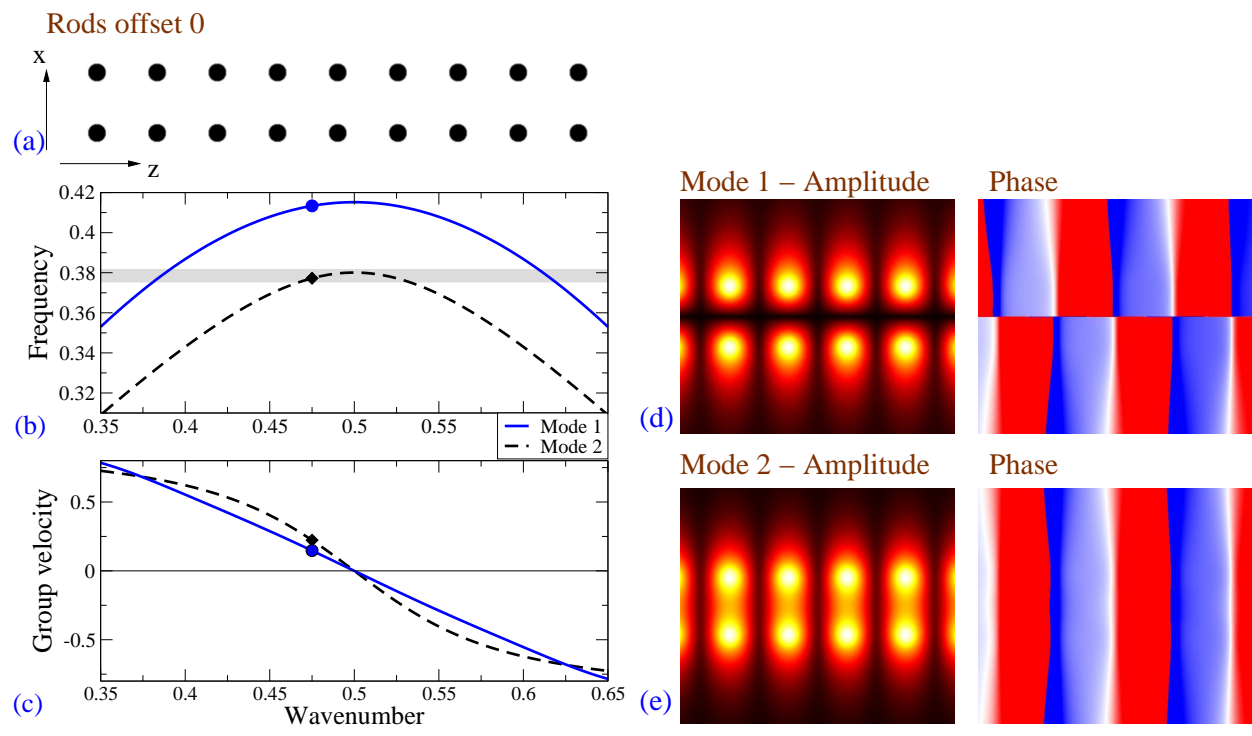 Rods offset 0
x
(a)
z
0.42
0.4
0.38
0.36
0.34
0.32
Frequency
(b)
0.35 0.4 0.45 0.5 0.55
Mode 1
Mode 2
0.5
0
-0.5
Group velocity
0.35 0.4 0.45 0.5 0.55 0.6 0.65
(c)
Wavenumber
Mode 1 – Amplitude Phase
(d)
Mode 2 – Amplitude Phase
(e)